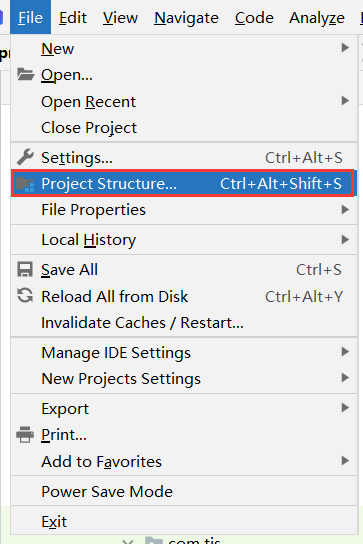 File Edit View Navigate Code Analyze
New
Open...
Open Recent
Close Project
Settings... Ctrl+Alt+S
Project Structure... Ctrl+Alt+Shift+S
File Properties
Local History
Save All Ctrl+S
Reload All from Disk Ctrl+Alt+Y
Invalidate Caches / Restart...
Manage IDE Settings
New Projects Settings
Export
Print...
Add to Favorites
Power Save Mode
Exit